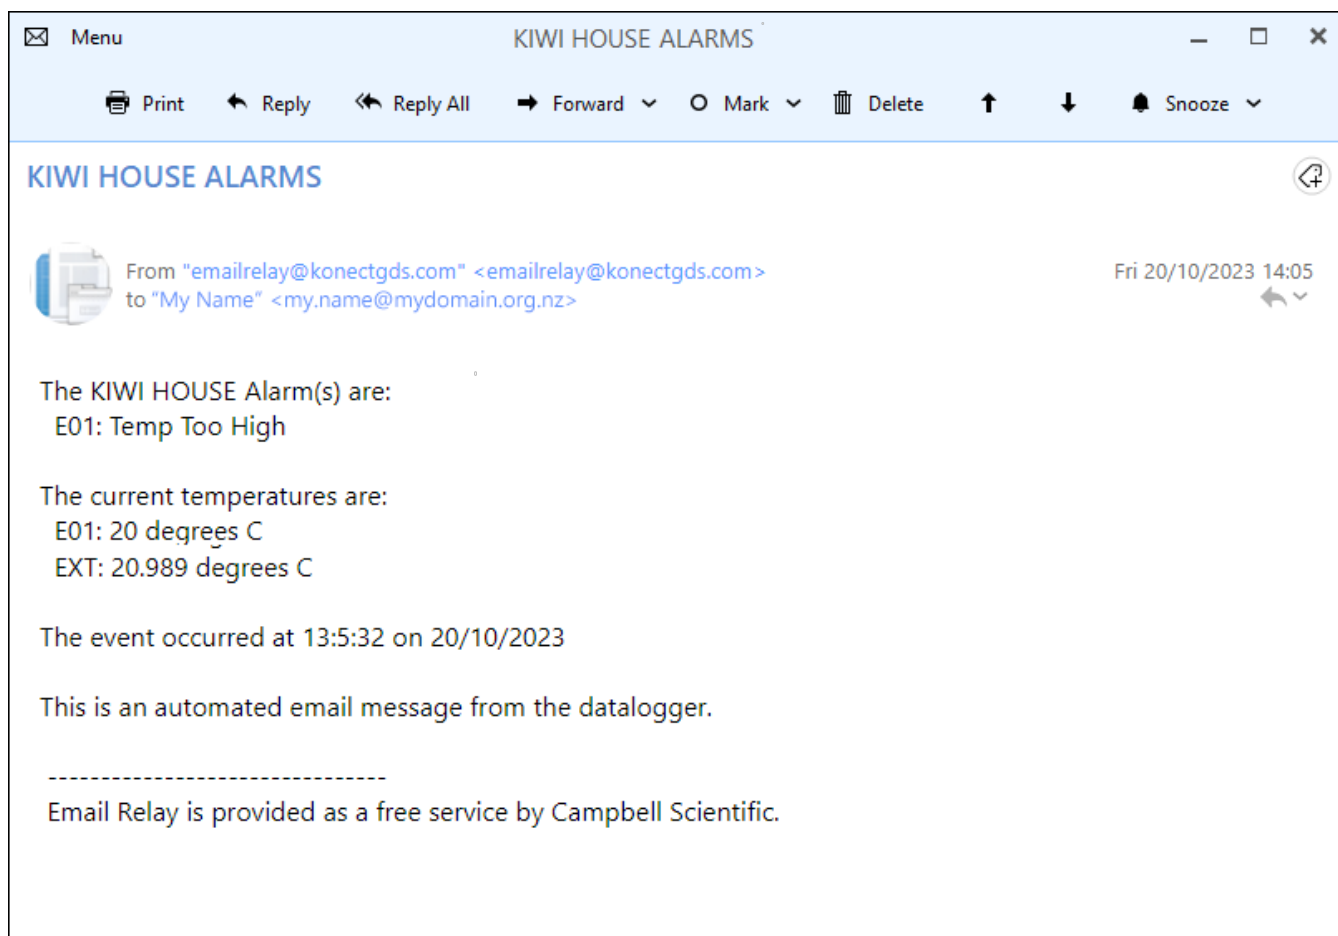 Menu
KIWI HOUSE ALARMS
Print Reply Reply All Forward Mark Delete Snooze
KIWI HOUSE ALARMS
From "emailrelay@konectgds.com" <emailrelay@konectgds.com>
Fri 20/10/2023 14:05
to “My Name” <my.name@mydomain.org.nz>
The KIWI HOUSE Alarm(s) are:
E01: Temp Too High
The current temperatures are:
E01: 20 degrees C
EXT: 20.989 degrees C
The event occurred at 13:5:32 on 20/10/2023
This is an automated email message from the datalogger.
--------------------------------
Email Relay is provided as a free service by Campbell Scientific.